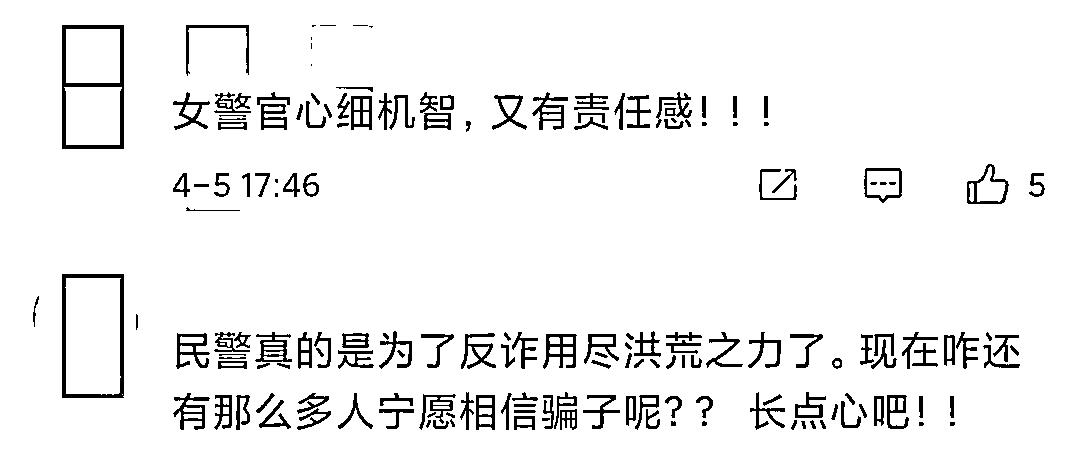 女警官心细机智，又有责任感！！！
4-5 17:46 5
民警真的是为了反诈用尽洪荒之力了。现在咋还
有那么多人宁愿相信骗子呢？？ 长点心吧！！